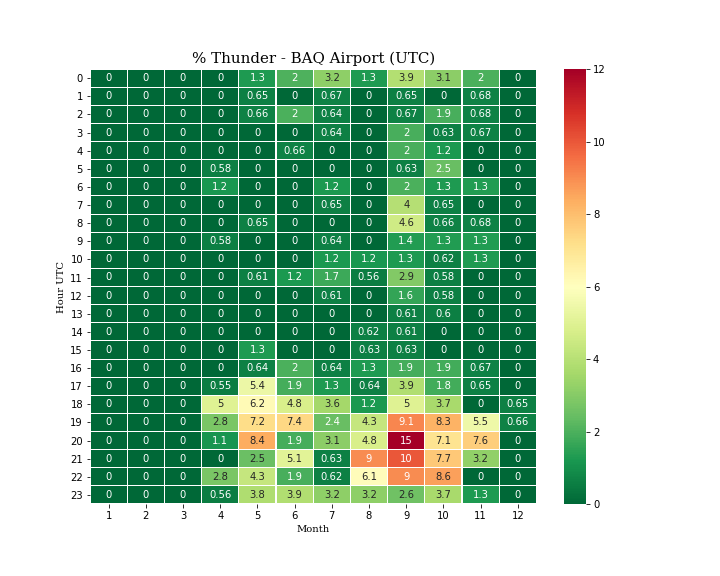 % Thunder - BAQ Airport (UTC)
0 0 0 0 0 1.3 2 3.2 1.3 3.9 3.1 2 0
1 0 0 0 0 0.65 0 0.67 0 0.65 0 0.68 0
2 0 0 0 0 0.66 2 0.64 0 0.67 1.9 0.68 0
3 0 0 0 0 0 0 0.64 0 2 0.63 0.67 0
4 0 0 0 0 0 0.66 0 0 2 1.2 0 0
5 0 0 0 0.58 0 0 0 0 0.63 2.5 0 0
6 0 0 0 1.2 0 0 1.2 0 2 1.3 1.3 0
7 0 0 0 0 0 0 0.65 0 4 0.65 0 0
8 0 0 0 0 0.65 0 0 0 4.6 0.66 0.68 0
9 0 0 0 0.58 0 0 0.64 0 1.4 1.3 1.3 0
10 0 0 0 0 0 0 1.2 1.2 1.3 0.62 1.3 0
11 0 0 0 0 0.61 1.2 1.7 0.56 2.9 0.58 0 0
12 0 0 0 0 0 0 0.61 0 1.6 0.58 0 0
13 0 0 0 0 0 0 0 0 0.61 0.6 0 0
14 0 0 0 0 0 0 0 0.62 0.61 0 0 0
15 0 0 0 0 1.3 0 0 0.63 0.63 0 0 0
16 0 0 0 0 0.64 2 0.64 1.3 1.9 1.9 0.67 0
17 0 0 0 0.55 5.4 1.9 1.3 0.64 3.9 1.8 0.65 0
18 0 0 0 5 6.2 4.8 3.6 1.2 5 3.7 0 0.65
19 0 0 0 2.8 7.2 7.4 2.4 4.3 9.1 8.3 5.5 0.66
20 0 0 0 1.1 8.4 1.9 3.1 4.8 15 7.1 7.6 0
21 0 0 0 0 2.5 5.1 0.63 9 10 7.7 3.2 0
22 0 0 0 2.8 4.3 1.9 0.62 6.1 9 8.6 0 0
23 0 0 0 0.56 3.8 3.9 3.2 3.2 2.6 3.7 1.3 0
1 2 3 4 5 6 7 8 9 10 11 12
Month
Hour UTC
12
10
8
6
4
2
0